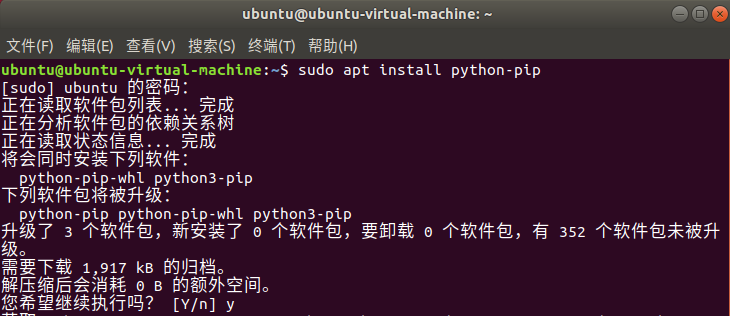 ubuntu@ubuntu-virtual-machine: ~
文件(F) 编辑(E) 查看(V) 搜索(S) 终端(T) 帮助(H)
ubuntu@ubuntu-virtual-machine:~$ sudo apt install python-pip
[sudo] ubuntu 的密码：
正在读取软件包列表... 完成
正在分析软件包的依赖关系树
正在读取状态信息... 完成
将会同时安装下列软件：
python-pip-whl python3-pip
下列软件包将被升级：
python-pip python-pip-whl python3-pip
升级了 3 个软件包，新安装了 0 个软件包，要卸载 0 个软件包，有 352 个软件包未被升
级。
需要下载 1,917 kB 的归档。
解压缩后会消耗 0 B 的额外空间。
您希望继续执行吗？ [Y/n] y